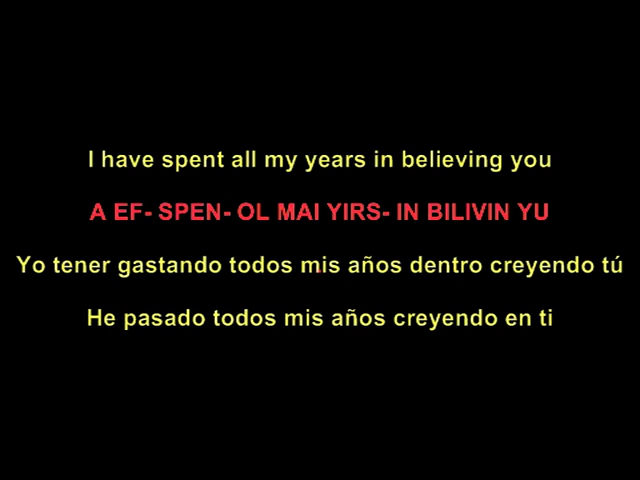 I have spent all my years in believing you
A EF- SPEN- OL MAI YIRS- IN BILIVIN YU
Yo tener gastando todos mis años dentro creyendo tú
He pasado todos mis años creyendo en ti